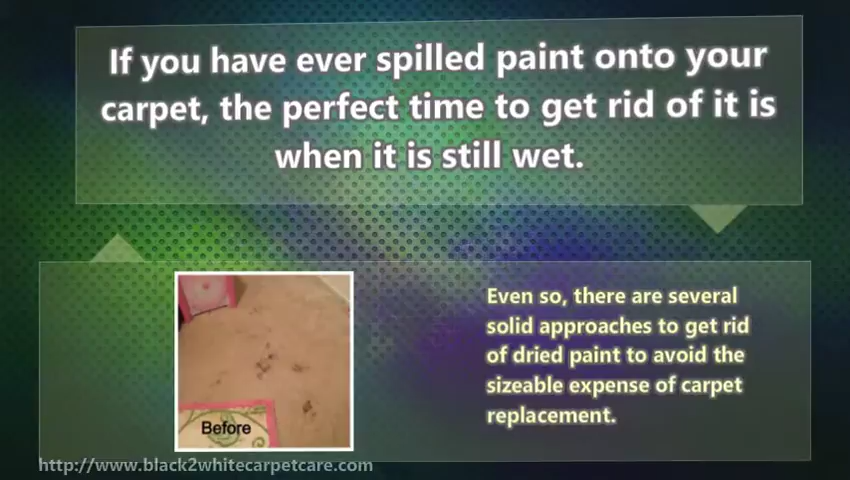 If you have ever spilled paint onto your
carpet, the perfect time to get rid of it is
when it is still wet.
Even so, there are several
solid approaches to get rid
of dried paint to avoid the
sizeable expense of carpet
replacement.
Before
http://www.black2whitecarpetcare.com